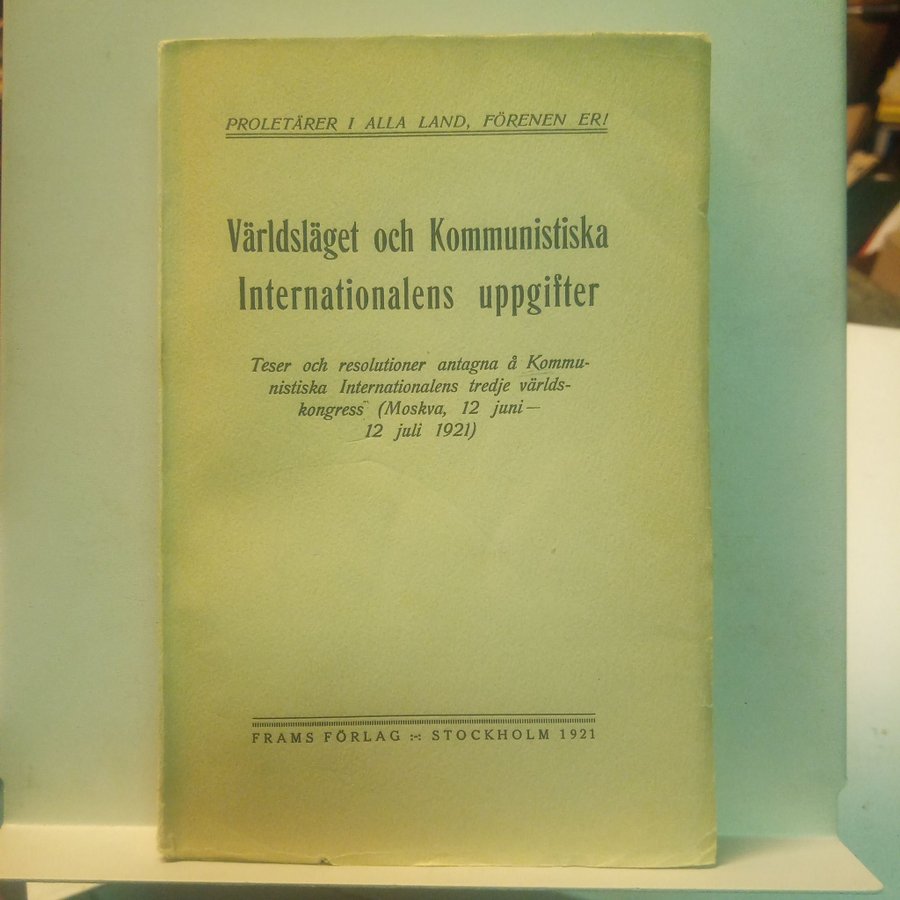 PROLETÄRER I ALLA LAND, FÖRENEN ER!
Världsläget och Kommunistiska
Internationalens uppgifter
Teser och resolutioner antagna å Kommu-
nistiska Internationalens tredje världs-
kongress (Moskva, 12 juni—
12 juli 1921)
FRAMS FÖRLAG :-: STOCKHOLM 1921